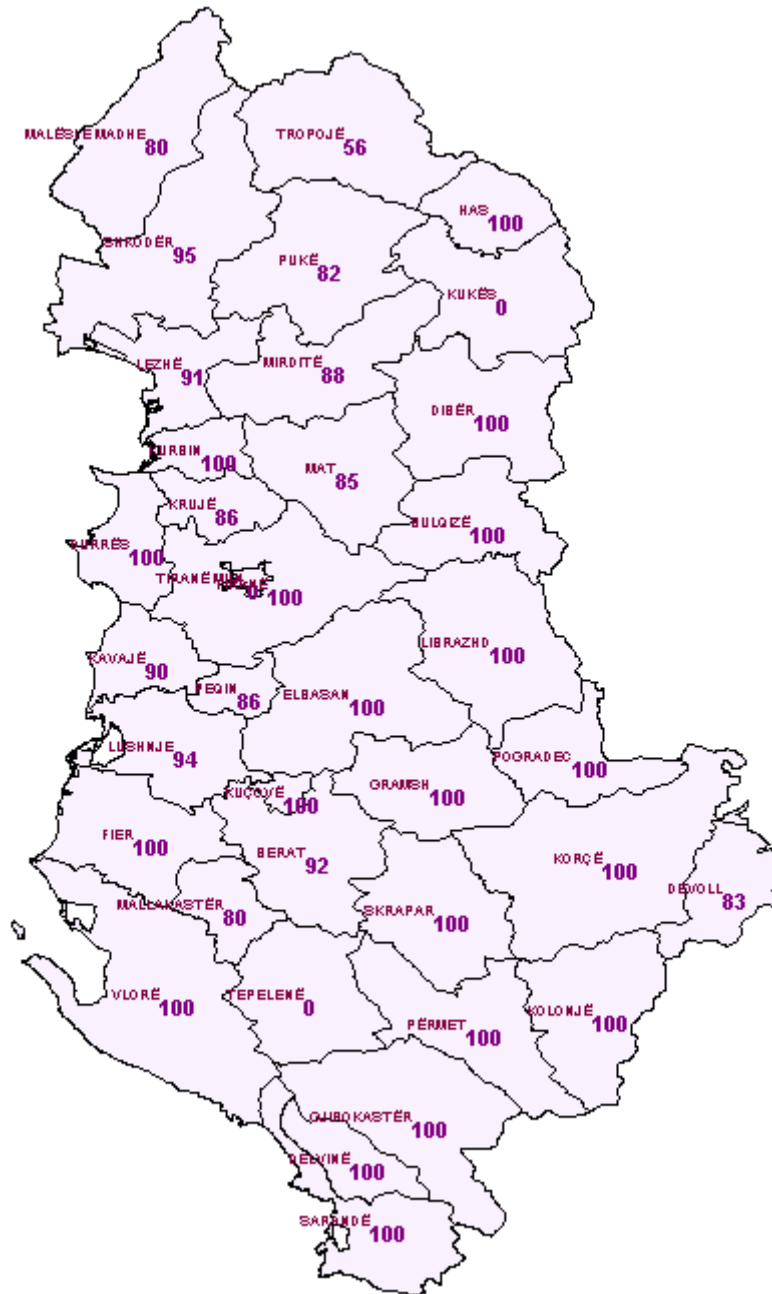 MALËSI E MADHE 80
TROPOJË 56
HAS 100
SHKODËR 95
PUKË 82
KUKËS 0
LEZHË 91
MIRDITË 88
DIBËR 100
KURBIN 100
MAT 85
KRUJË 86
BULQIZË 100
DURRËS 100
0 100
LIBRAZHD 100
KAVAJË 90
PEQIN 86
ELBASAN 100
LUSHNJE 94
POGRADEC 100
KUÇOVË 100
GRAMSH 100
FIER 100
BERAT 92
KORÇË 100
DEVOLL 83
MALLAKASTËR 80
SKRAPAR 100
VLORË 100
TEPELENË 0
PËRMET 100
KOLONJË 100
GJIROKASTËR 100
DELVINË 100
SARANDË 100